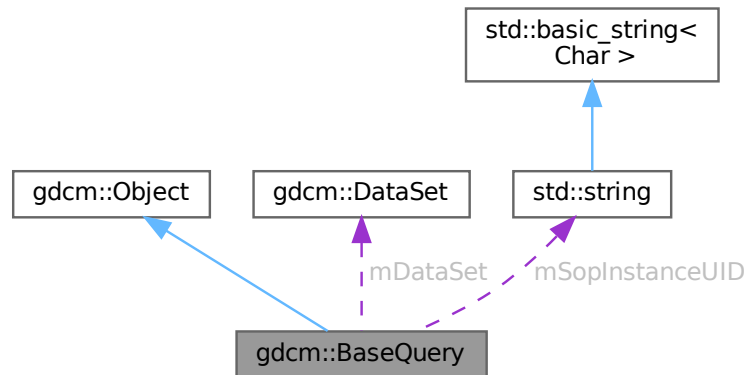 std::basic_string<
Char >
gdcm::Object
gdcm::DataSet
std::string
mDataSet
mSopInstanceUID
gdcm::BaseQuery